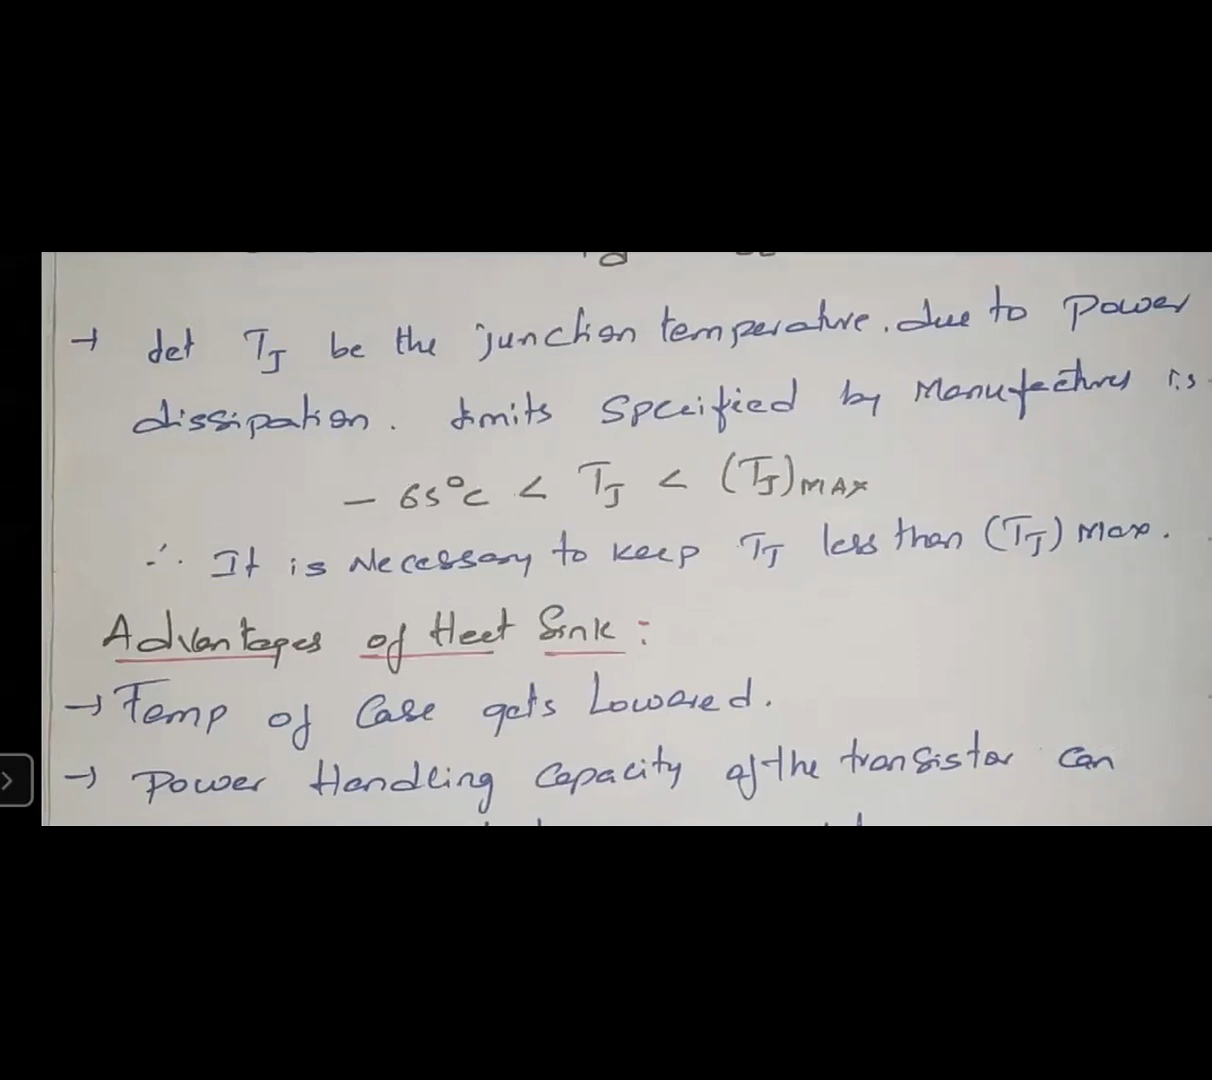 → Let TJ be the junction temperature. due to Power
dissipation. Limits Specified by Manufectures is
- 65°C < TJ < (TJ)MAX
∴ It is Necessary to keep TJ less than (TJ) Max.
Advantages of Heet Sink :
→ Temp of Case gets Lowered.
→ Power Handling Capacity of the transistor Can